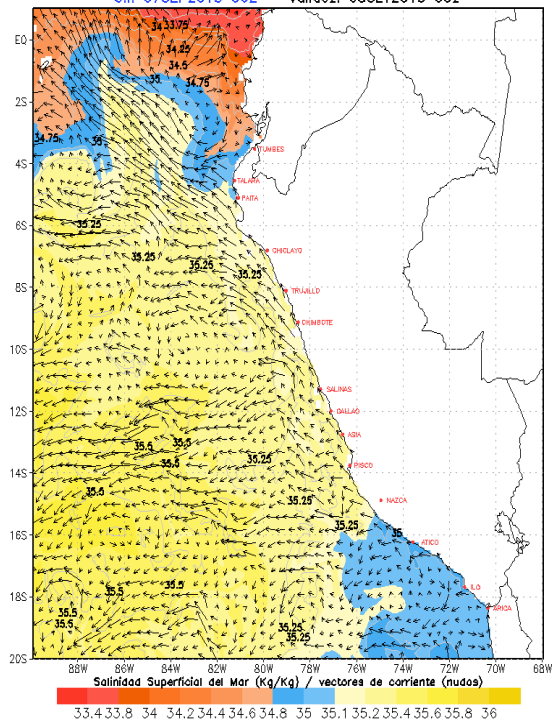 EQ
2S
4S
6S
8S
10S
12S
14S
16S
18S
20S
88W 86W 84W 82W 80W 78W 76W 74W 72W 70W 68W
34 33.75
34.25
34.5
35
34.75
34.75
35
TUMBES
TALARA
PAITA
35.25
CHICLAYO
35.25
35.25
35.25
TRUJILLO
35.25
CHIMBOTE
SALINAS
CALLAO
ASIA
35.5
35.5
35.5
35.25
PISCO
35.5
35.25
NAZCA
35.25
35
ATICO
35.5
35.5
ILO
ARICA
35.5
35.5
35.25
35.25
Salinidad Superficial del Mar (Kg/Kg) / vectores de corriente (nudos)
33.4 33.8 34 34.2 34.4 34.6 34.8 35 35.1 35.2 35.4 35.6 35.8 36